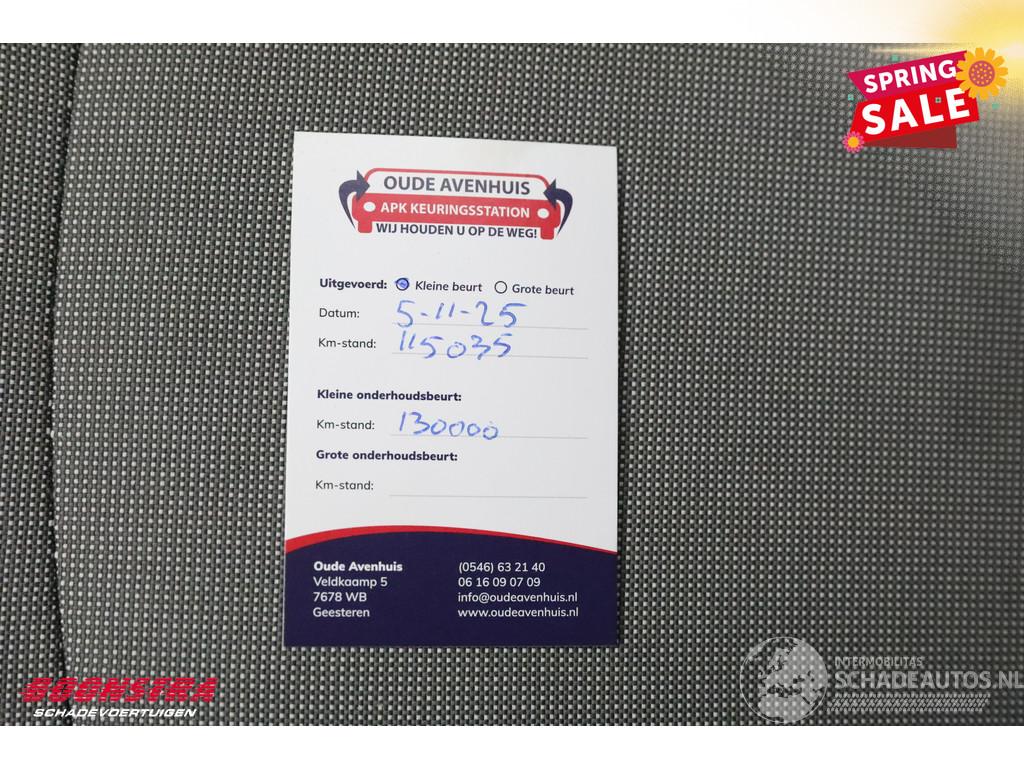 SPRING
SALE
OUDE AVENHUIS
APK KEURINGSSTATION
WIJ HOUDEN U OP DE WEG!
Uitgevoerd: Kleine beurt Grote beurt
Datum: 5-11-25
Km-stand: 115035
Kleine onderhoudsbeurt:
Km-stand: 130000
Grote onderhoudsbeurt:
Km-stand:
Oude Avenhuis (0546) 63 21 40
Veldkaamp 5 06 16 09 07 09
7678 WB info@oudeavenhuis.nl
Geesteren www.oudeavenhuis.nl
BOONSTRA
SCHADEVOERTUIGEN
INTERMOBILITAS
SCHADEAUTOS.NL